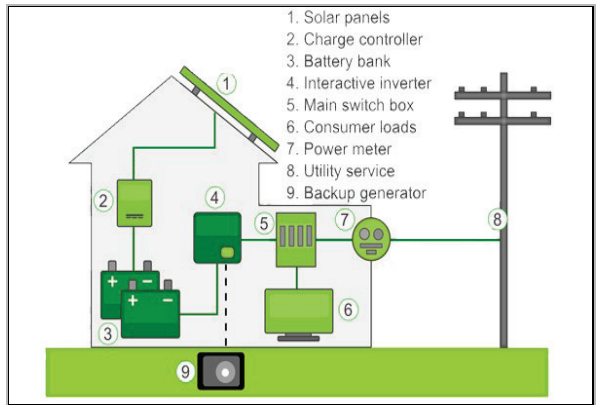 1. Solar panels
2. Charge controller
3. Battery bank
4. Interactive inverter
5. Main switch box
6. Consumer loads
7. Power meter
8. Utility service
9. Backup generator
1
2
4
5
7
8
+ −
+ −
3
6
9